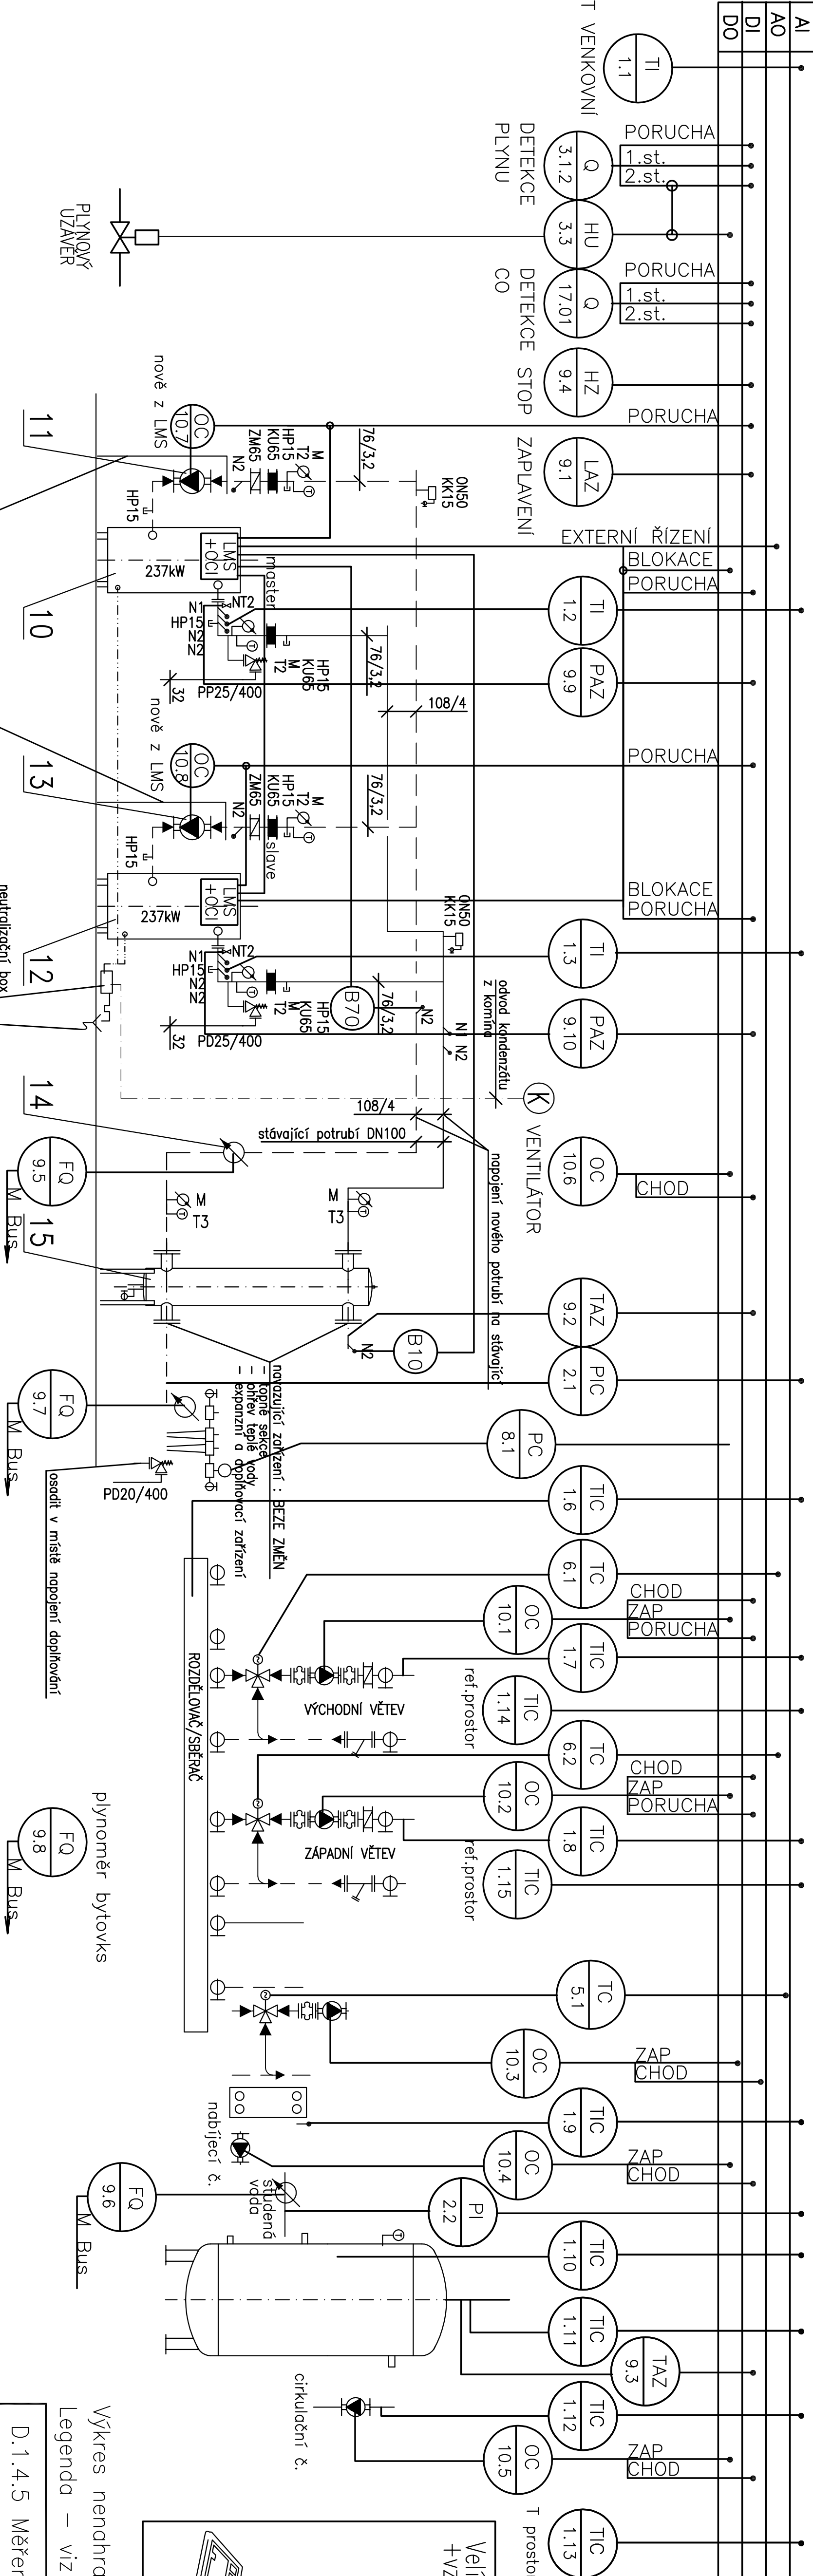 AI
AO
DI
DO
TI
1.1
T VENKOVNÍ
PORUCHA
1.st.
2.st.
Q
3.1.2
DETEKCE
PLYNU
HU
3.3
PLYNOVÝ
UZÁVĚR
PORUCHA
1.st.
2.st.
Q
17.01
DETEKCE
CO
HZ
9.4
STOP
PORUCHA
OC
10.7
nově z LMS
LAZ
9.1
ZAPLAVENÍ
EXTERNÍ ŘÍZENÍ
BLOKACE
PORUCHA
TI
1.2
PAZ
9.9
PORUCHA
OC
10.8
nově z LMS
BLOKACE
PORUCHA
TI
1.3
PAZ
9.10
11
10
13
12
14
15
M
T2
HP15
KU65
ZM65
N2
HP15
76/3,2
ON50
KK15
LMS
+OCI
237kW
master
NT2
N1
HP15
N2
N2
HP15
KU65
M
T2
PP25/400
32
76/3,2
108/4
M
T2
HP15
KU65
ZM65
N2
HP15
76/3,2
slave
LMS
+OCI
237kW
ON50
KK15
NT2
N1
HP15
N2
N2
HP15
KU65
M
T2
PD25/400
32
76/3,2
B70
N2
N1 N2
neutralizační box
odvod kondenzátu
z komína
K
108/4
stávající potrubí DN100
napojení nového potrubí na stávající
VENTILÁTOR
OC
10.6
CHOD
FQ
9.5
M Bus
M
T3
M
T3
TAZ
9.2
PIC
2.1
B10
N2
navazující zařízení : BEZE ZMĚN
– topné sekce
– ohřev teplé vody
– expanzní a doplňovací zařízení
FQ
9.7
M Bus
PD20/400
osadit v místě napojení doplňování
PC
8.1
TIC
1.6
TC
6.1
CHOD
ZAP
PORUCHA
OC
10.1
TIC
1.7
TIC
1.14
ref.prostor
VÝCHODNÍ VĚTEV
ROZDĚLOVAČ/SBĚRAČ
TC
6.2
CHOD
ZAP
PORUCHA
OC
10.2
TIC
1.8
TIC
1.15
ref.prostor
ZÁPADNÍ VĚTEV
plynoměr bytovks
FQ
9.8
M Bus
TC
5.1
ZAP
CHOD
OC
10.3
TIC
1.9
ZAP
CHOD
OC
10.4
nabíjecí č.
studená
voda
FQ
9.6
M Bus
PI
2.2
TIC
1.10
TIC
1.11
TAZ
9.3
TIC
1.12
ZAP
CHOD
OC
10.5
cirkulační č.
TIC
1.13
T prosto
Velí
+vz
Výkres nenahra
Legenda – viz
D.1.4.5 Měřen